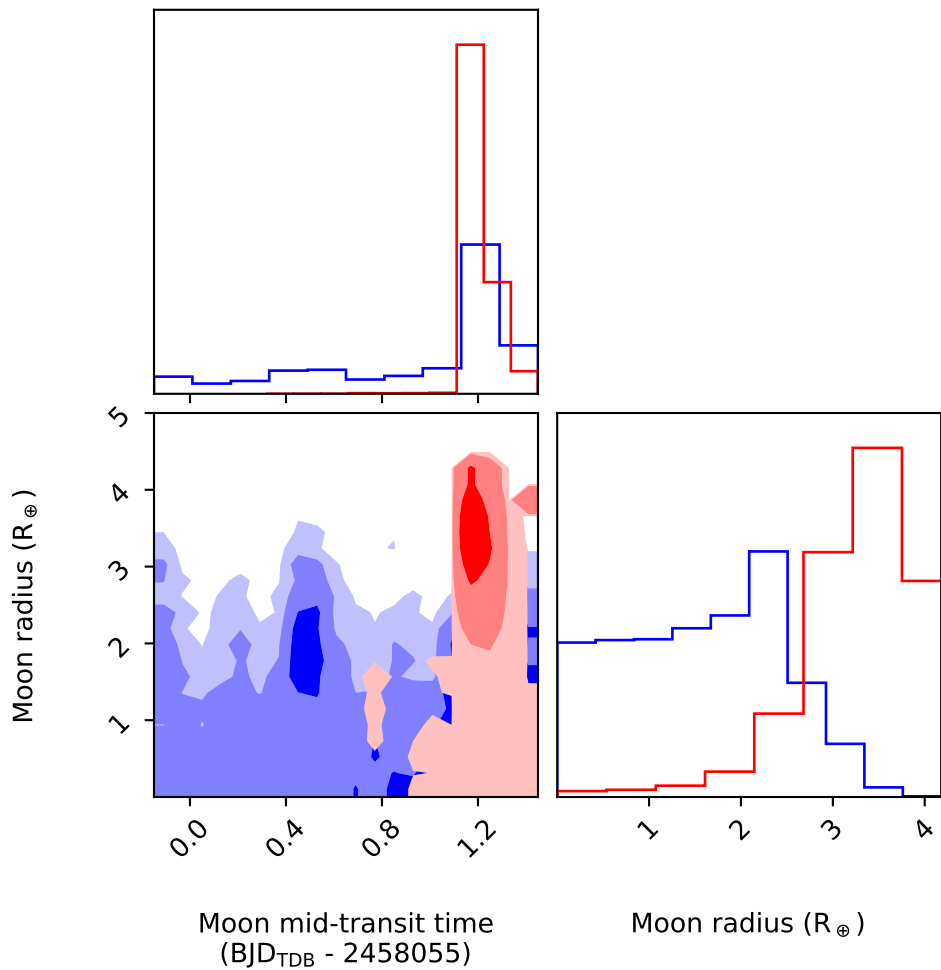 5
4
3
2
1
Moon radius (R⊕)
0.0 0.4 0.8 1.2
1 2 3 4
Moon mid-transit time
(BJD_TDB - 2458055)
Moon radius (R⊕)